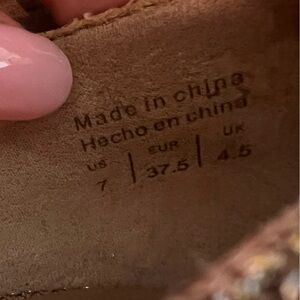 Made in china
Hecho en china
US EUR UK
7 37.5 4.5